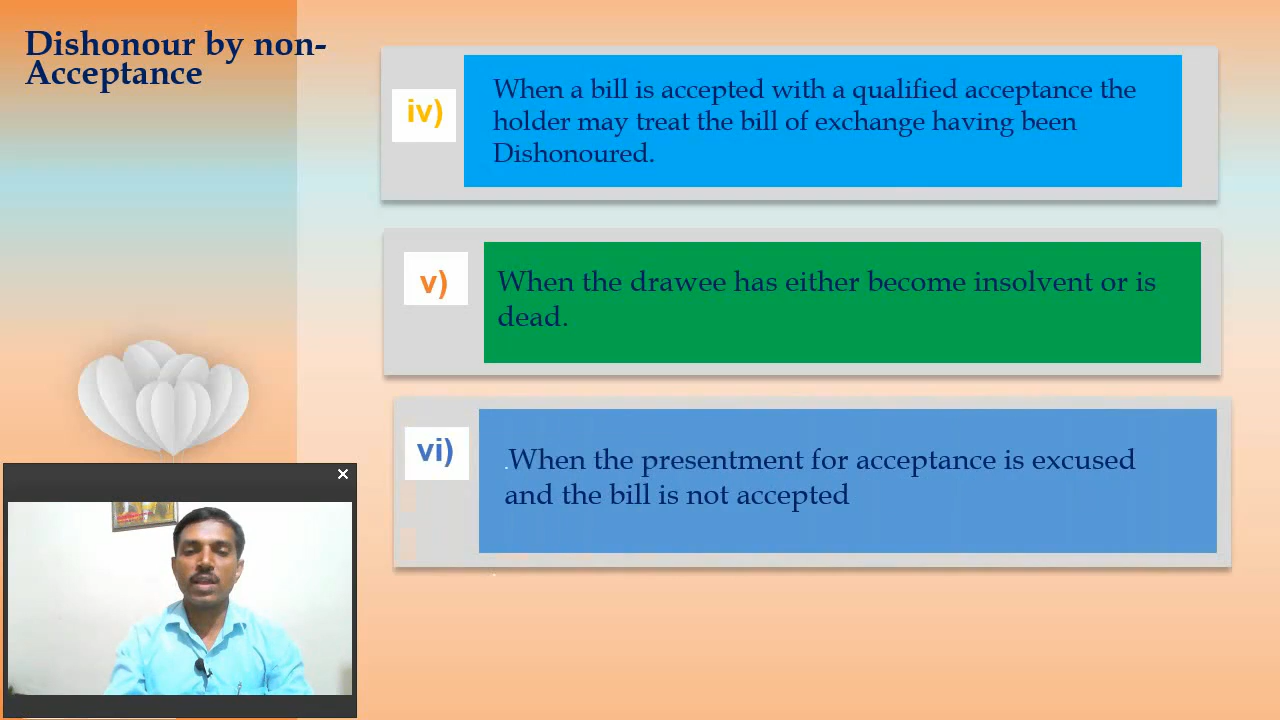 Dishonour by non-
Acceptance
iv)
When a bill is accepted with a qualified acceptance the
holder may treat the bill of exchange having been
Dishonoured.
v)
When the drawee has either become insolvent or is
dead.
vi)
.When the presentment for acceptance is excused
and the bill is not accepted